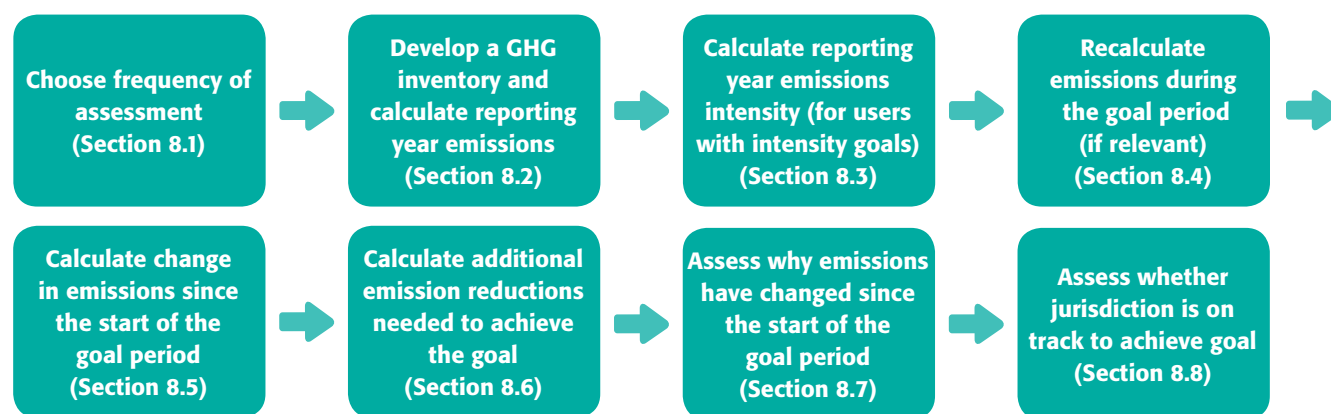 Choose frequency of
assessment
(Section 8.1)
Develop a GHG
inventory and
calculate reporting
year emissions
(Section 8.2)
Calculate reporting
year emissions
intensity (for users
with intensity goals)
(Section 8.3)
Recalculate
emissions during
the goal period
(if relevant)
(Section 8.4)
Calculate change
in emissions since
the start of the
goal period
(Section 8.5)
Calculate additional
emission reductions
needed to achieve
the goal
(Section 8.6)
Assess why emissions
have changed since
the start of the
goal period
(Section 8.7)
Assess whether
jurisdiction is on
track to achieve goal
(Section 8.8)